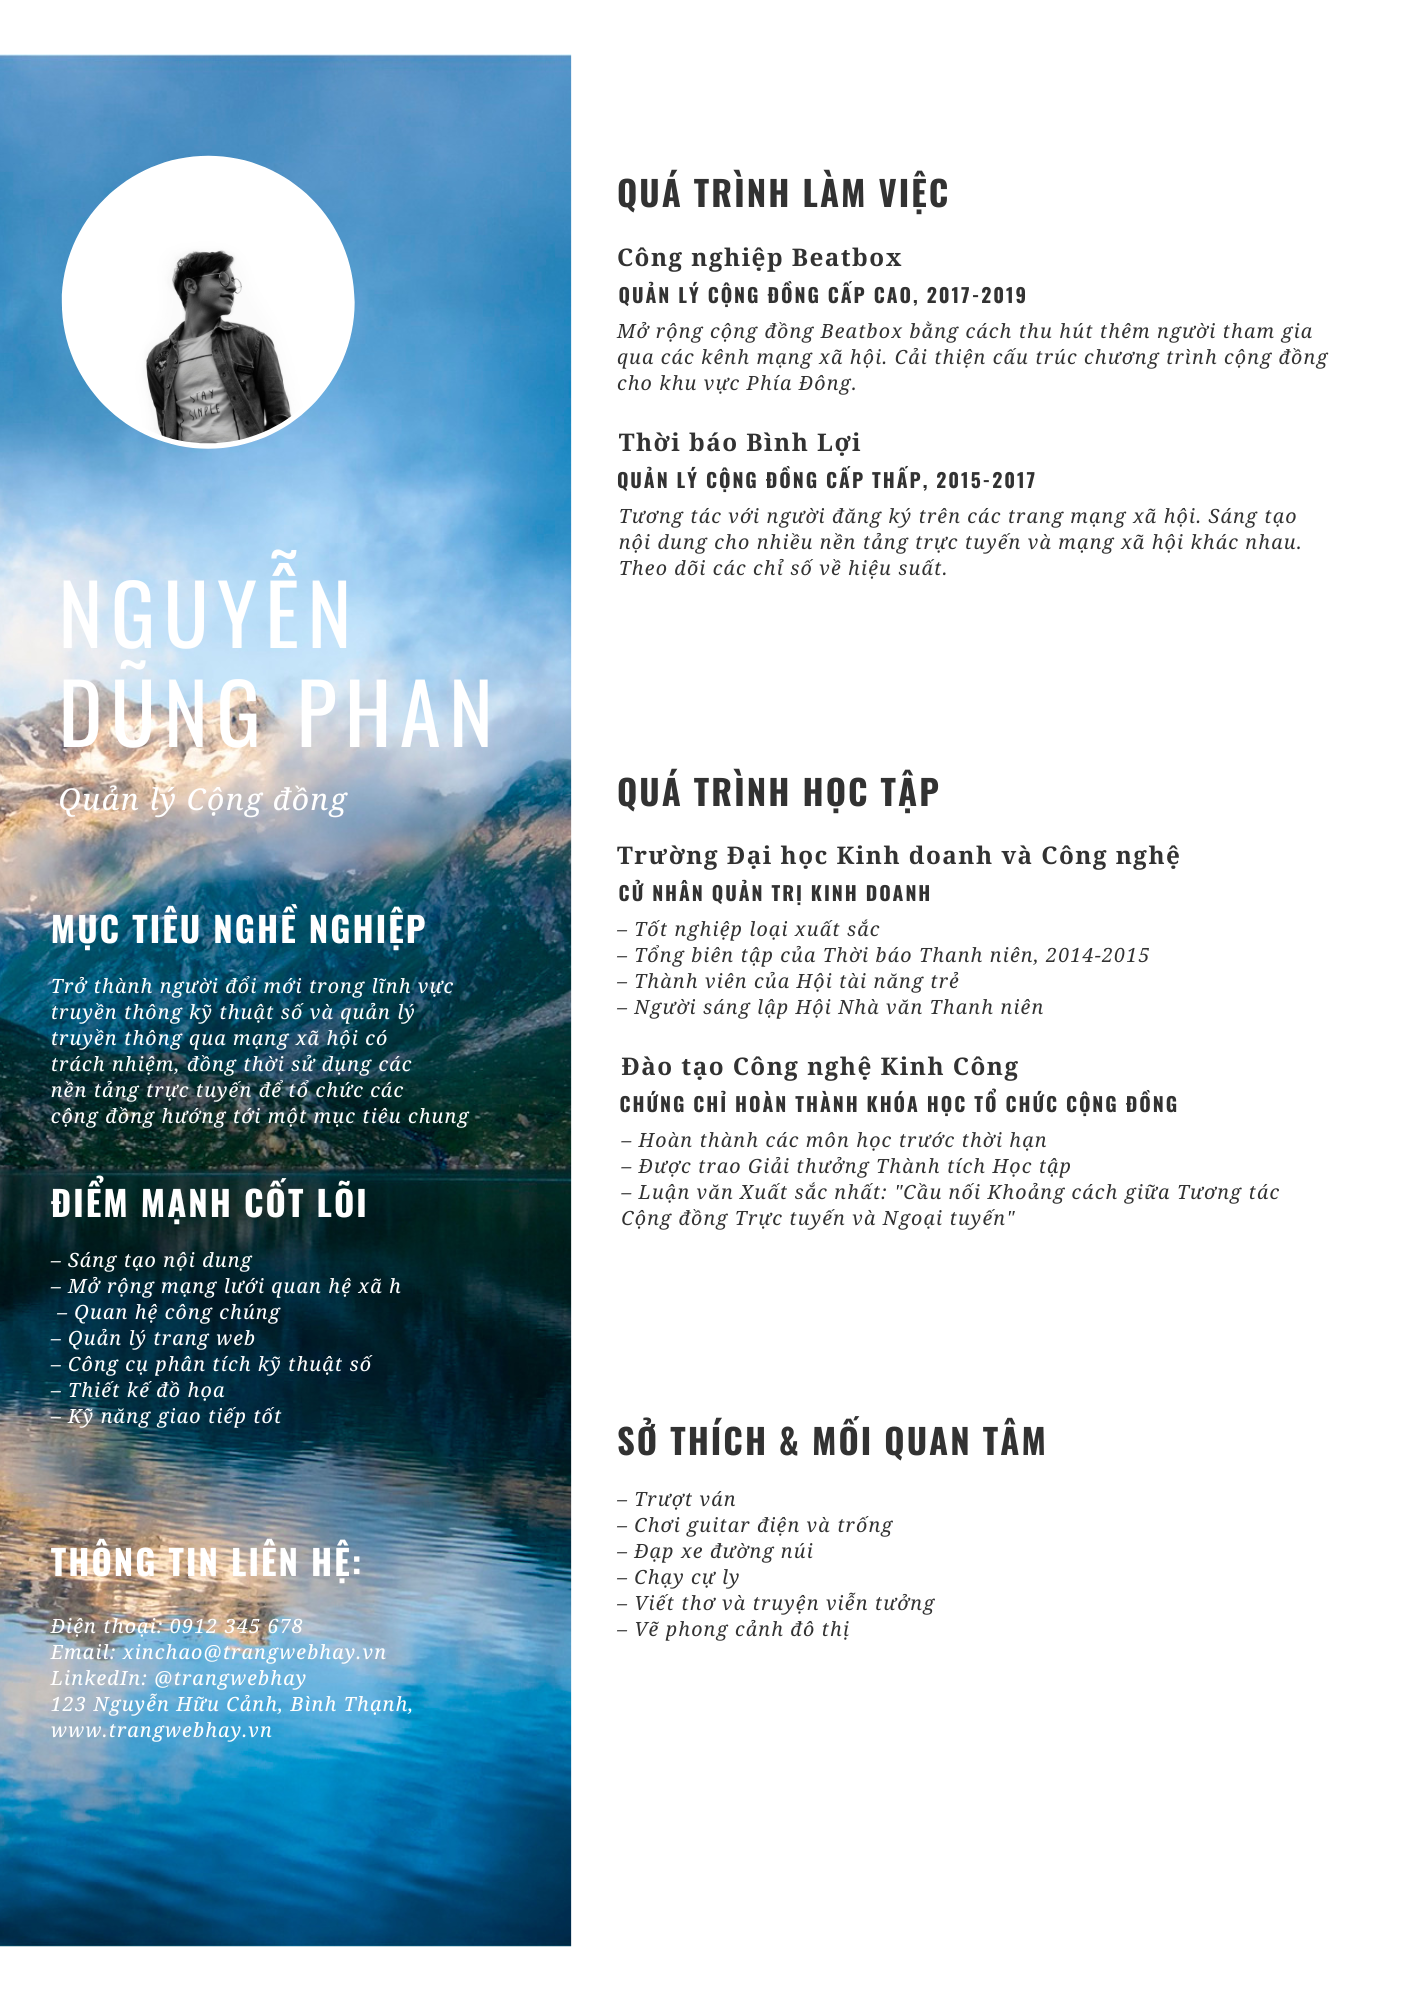 NGUYỄN
DŨNG PHAN
Quản lý Cộng đồng
MỤC TIÊU NGHỀ NGHIỆP
Trở thành người đổi mới trong lĩnh vực
truyền thông kỹ thuật số và quản lý
truyền thông qua mạng xã hội có
trách nhiệm, đồng thời sử dụng các
nền tảng trực tuyến để tổ chức các
cộng đồng hướng tới một mục tiêu chung
ĐIỂM MẠNH CỐT LÕI
– Sáng tạo nội dung
– Mở rộng mạng lưới quan hệ xã h
– Quan hệ công chúng
– Quản lý trang web
– Công cụ phân tích kỹ thuật số
– Thiết kế đồ họa
– Kỹ năng giao tiếp tốt
THÔNG TIN LIÊN HỆ:
Điện thoại: 0912 345 678
Email: xinchao@trangwebhay.vn
LinkedIn: @trangwebhay
123 Nguyễn Hữu Cảnh, Bình Thạnh,
www.trangwebhay.vn
STAY
SIMPLE
QUÁ TRÌNH LÀM VIỆC
Công nghiệp Beatbox
QUẢN LÝ CỘNG ĐỒNG CẤP CAO, 2017-2019
Mở rộng cộng đồng Beatbox bằng cách thu hút thêm người tham gia
qua các kênh mạng xã hội. Cải thiện cấu trúc chương trình cộng đồng
cho khu vực Phía Đông.
Thời báo Bình Lợi
QUẢN LÝ CỘNG ĐỒNG CẤP THẤP, 2015-2017
Tương tác với người đăng ký trên các trang mạng xã hội. Sáng tạo
nội dung cho nhiều nền tảng trực tuyến và mạng xã hội khác nhau.
Theo dõi các chỉ số về hiệu suất.
QUÁ TRÌNH HỌC TẬP
Trường Đại học Kinh doanh và Công nghệ
CỬ NHÂN QUẢN TRỊ KINH DOANH
– Tốt nghiệp loại xuất sắc
– Tổng biên tập của Thời báo Thanh niên, 2014-2015
– Thành viên của Hội tài năng trẻ
– Người sáng lập Hội Nhà văn Thanh niên
Đào tạo Công nghệ Kinh Công
CHỨNG CHỈ HOÀN THÀNH KHÓA HỌC TỔ CHỨC CỘNG ĐỒNG
– Hoàn thành các môn học trước thời hạn
– Được trao Giải thưởng Thành tích Học tập
– Luận văn Xuất sắc nhất: "Cầu nối Khoảng cách giữa Tương tác
Cộng đồng Trực tuyến và Ngoại tuyến"
SỞ THÍCH & MỐI QUAN TÂM
– Trượt ván
– Chơi guitar điện và trống
– Đạp xe đường núi
– Chạy cự ly
– Viết thơ và truyện viễn tưởng
– Vẽ phong cảnh đô thị